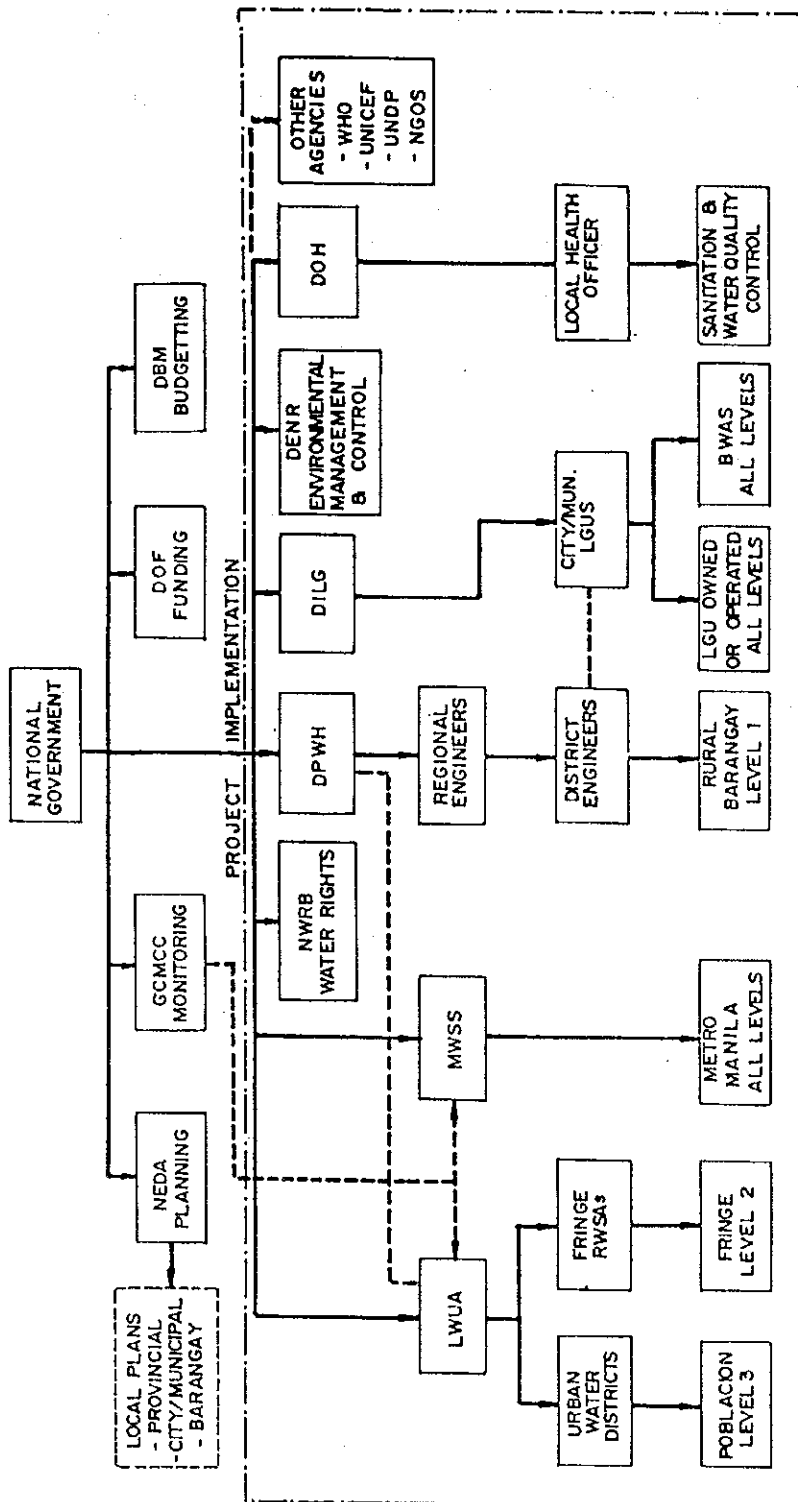 NATIONAL
GOVERNMENT
NEDA
PLANNING
GCMCC
MONITORING
DOF
FUNDING
DBM
BUDGETTING
LOCAL PLANS
- PROVINCIAL
-CITY/MUNICIPAL
- BARANGAY
PROJECT IMPLEMENTATION
NWRB
WATER RIGHTS
DPWH
DILG
DENR
ENVIRONMENTAL
MANAGEMENT
& CONTROL
DOH
OTHER
AGENCIES
- WHO
- UNICEF
- UNDP
- NGOS
LWUA
MWSS
REGIONAL
ENGINEERS
URBAN
WATER
DISTRICTS
FRINGE
RWSAs
DISTRICT
ENGINEERS
CITY/MUN.
LGUS
LOCAL HEALTH
OFFICER
POBLACION
LEVEL 3
FRINGE
LEVEL 2
METRO
MANILA
ALL LEVELS
RURAL
BARANGAY
LEVEL 1
LGU OWNED
OR OPERATED
ALL LEVELS
BWAS
ALL LEVELS
SANITATION &
WATER QUALITY
CONTROL